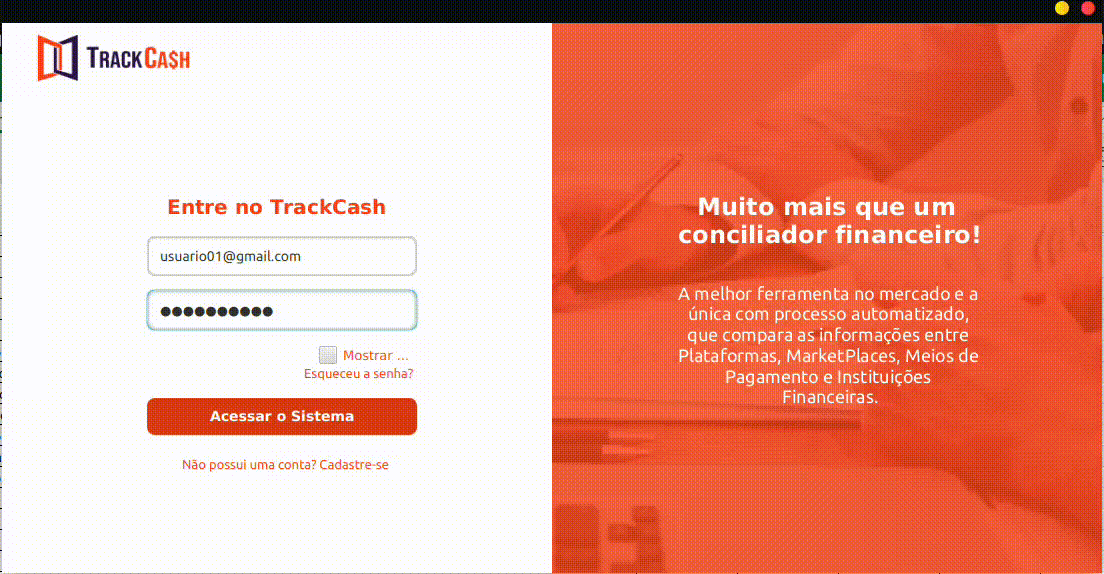 TRACKCA$H
Entre no TrackCash
usuario01@gmail.com
●●●●●●●●●●
Mostrar ...
Esqueceu a senha?
Acessar o Sistema
Não possui uma conta? Cadastre-se
Muito mais que um
conciliador financeiro!
A melhor ferramenta no mercado e a
única com processo automatizado,
que compara as informações entre
Plataformas, MarketPlaces, Meios de
Pagamento e Instituições
Financeiras.